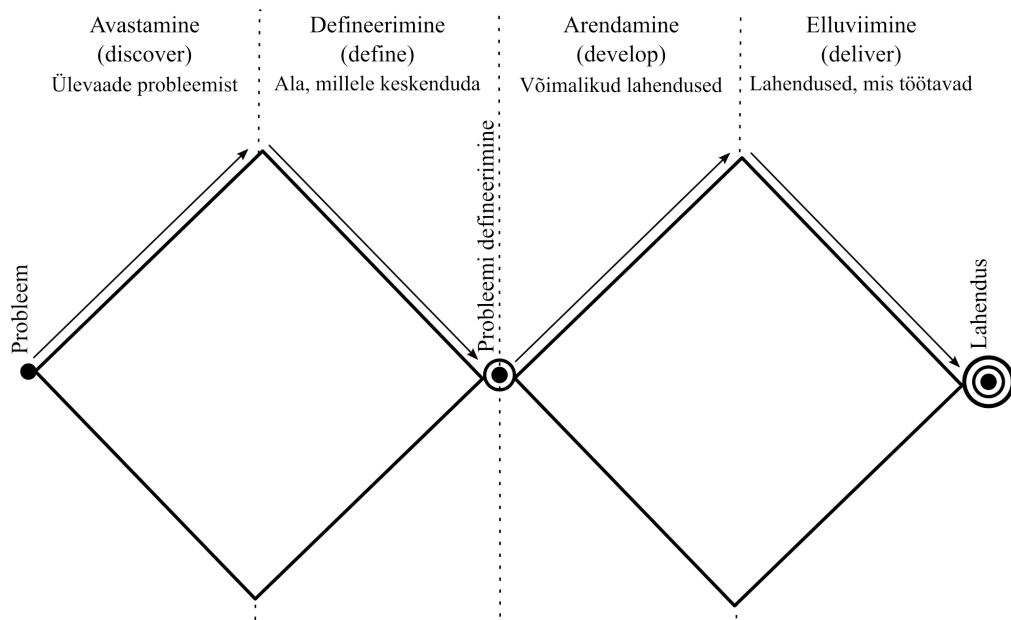 Avastamine
(discover)
Ülevaade probleemist
Defineerimine
(define)
Ala, millele keskenduda
Arendamine
(develop)
Võimalikud lahendused
Elluviimine
(deliver)
Lahendused, mis töötavad
Probleem
Probleemi defineerimine
Lahendus